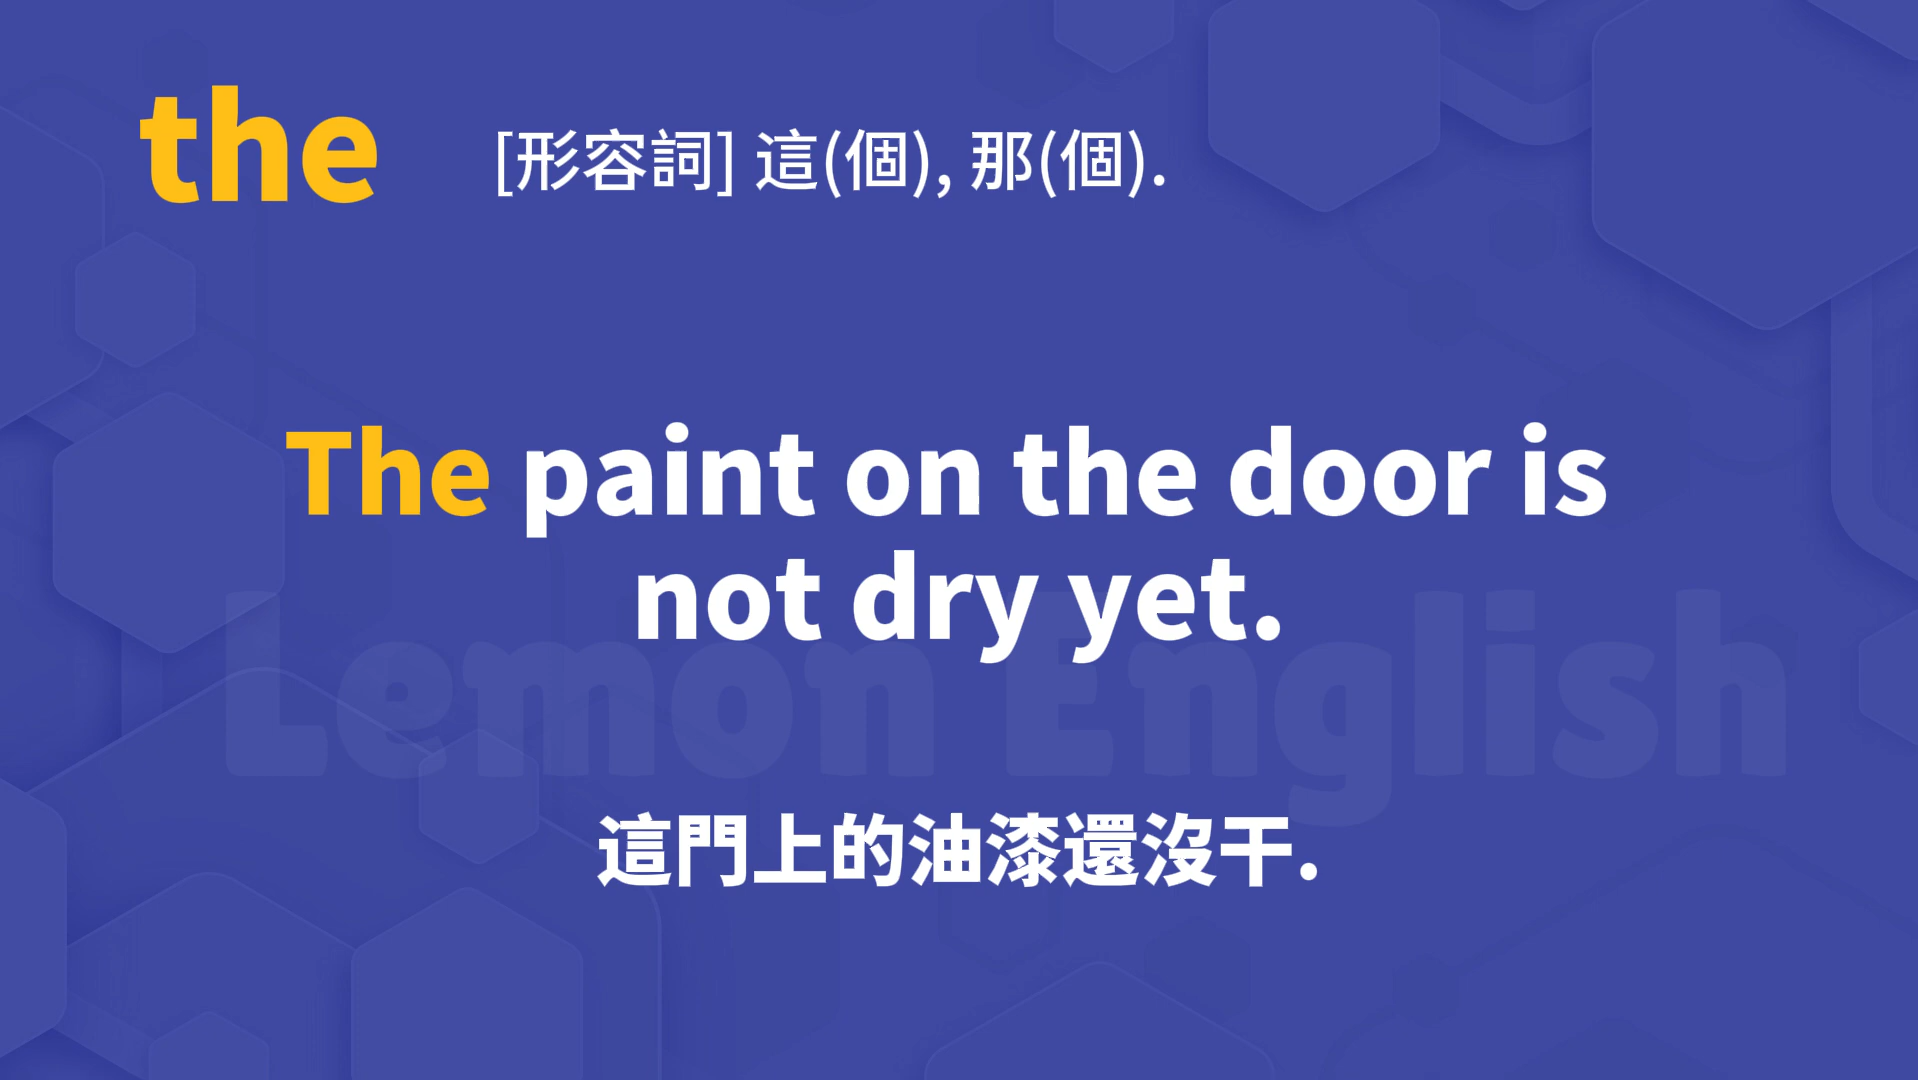 the
[形容詞] 這(個), 那(個).
The paint on the door is
not dry yet.
Lemon English
這門上的油漆還沒干.